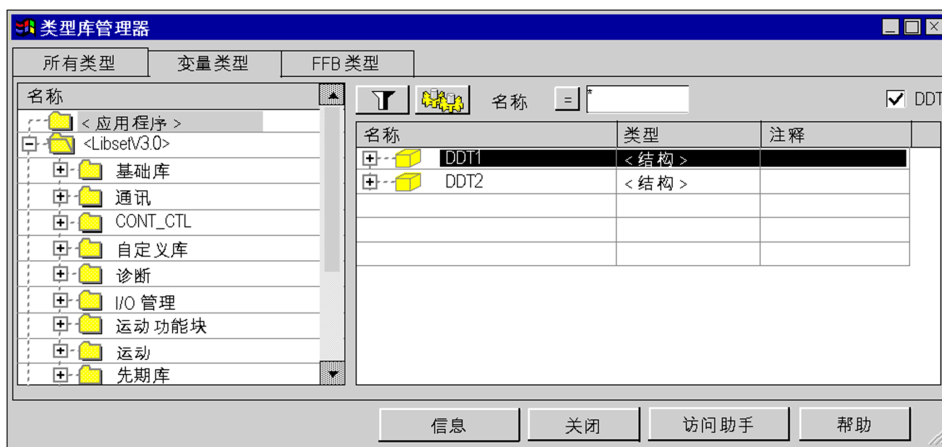 类型库管理器
所有类型 变量类型 FFB 类型
名称
< 应用程序 >
<LibsetV3.0>
基础库
通讯
CONT_CTL
自定义库
诊断
I/O 管理
运动功能块
运动
先期库
名称 = * DDT
名称 类型 注释
DDT1 < 结构 >
DDT2 < 结构 >
信息 关闭 访问助手 帮助